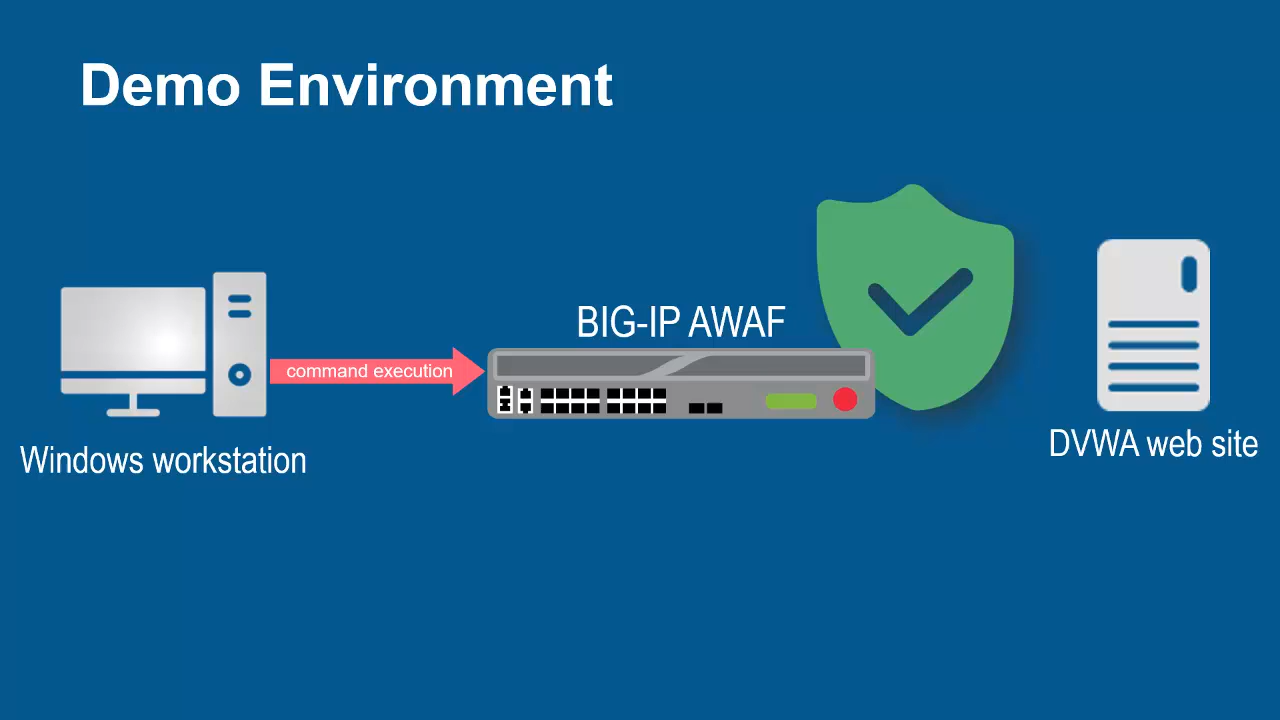 Demo Environment
BIG-IP AWAF
command execution
DVWA web site
Windows workstation